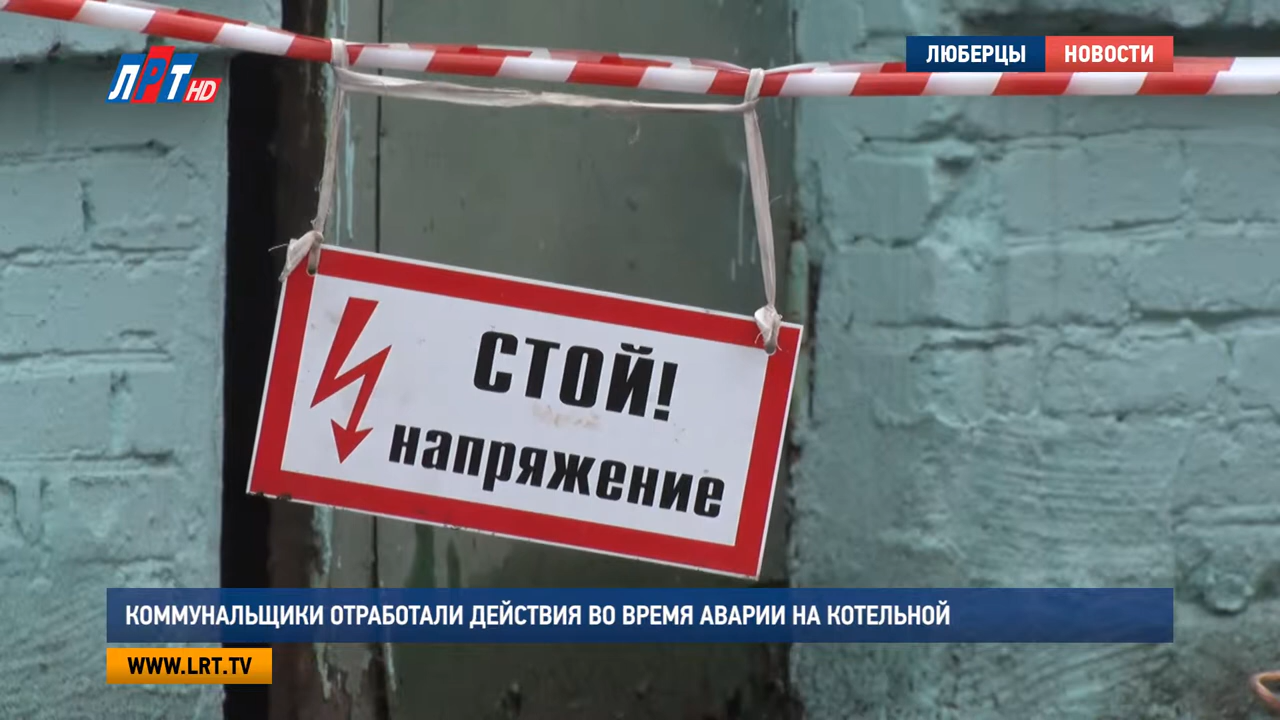 ЛРТ HD
ЛЮБЕРЦЫ НОВОСТИ
СТОЙ!
напряжение
КОММУНАЛЬЩИКИ ОТРАБОТАЛИ ДЕЙСТВИЯ ВО ВРЕМЯ АВАРИИ НА КОТЕЛЬНОЙ
WWW.LRT.TV